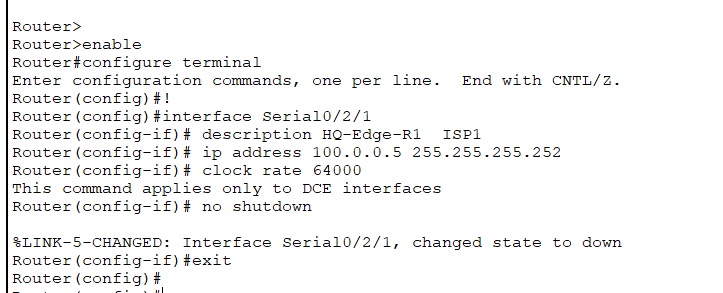 Router>
Router>enable
Router#configure terminal
Enter configuration commands, one per line.  End with CNTL/Z.
Router(config)#!
Router(config)#interface Serial0/2/1
Router(config-if)# description HQ-Edge-R1  ISP1
Router(config-if)# ip address 100.0.0.5 255.255.255.252
Router(config-if)# clock rate 64000
This command applies only to DCE interfaces
Router(config-if)# no shutdown

%LINK-5-CHANGED: Interface Serial0/2/1, changed state to down
Router(config-if)#exit
Router(config)#